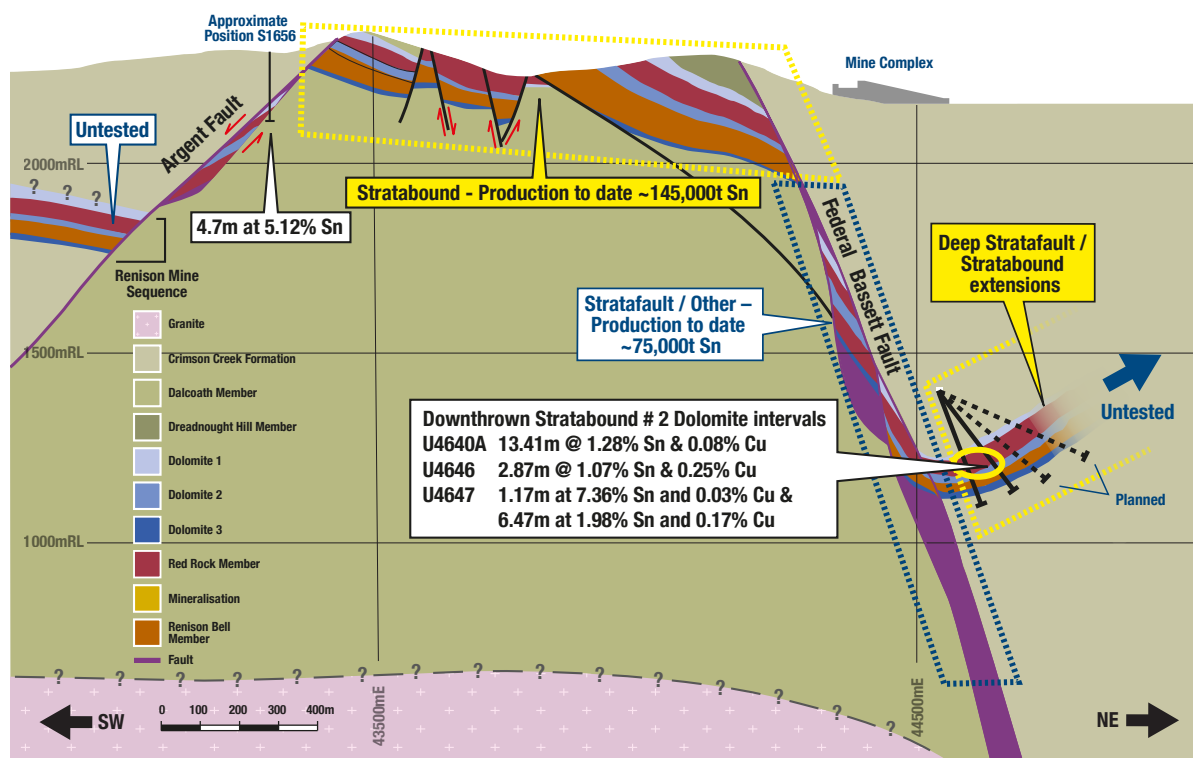 Approximate
Position S1656
Mine Complex
Untested
Argent Fault
2000mRL
? ? ?
Stratabound - Production to date ~145,000t Sn
4.7m at 5.12% Sn
Federal Bassett Fault
Deep Stratafault /
Stratabound
extensions
Renison Mine
Sequence
Stratafault / Other –
Production to date
~75,000t Sn
Granite
1500mRL
Crimson Creek Formation
Dalcoath Member
Untested
Dreadnought Hill Member
Downthrown Stratabound # 2 Dolomite intervals
U4640A 13.41m @ 1.28% Sn & 0.08% Cu
U4646 2.87m @ 1.07% Sn & 0.25% Cu
U4647 1.17m at 7.36% Sn and 0.03% Cu &
6.47m at 1.98% Sn and 0.17% Cu
Dolomite 1
Dolomite 2
Planned
Dolomite 3
1000mRL
Red Rock Member
Mineralisation
Renison Bell
Member
Fault
? ? ? ? ? ? ? ? ? ? ? ? ?
0 100 200 300 400m
SW
43500mE
44500mE
NE